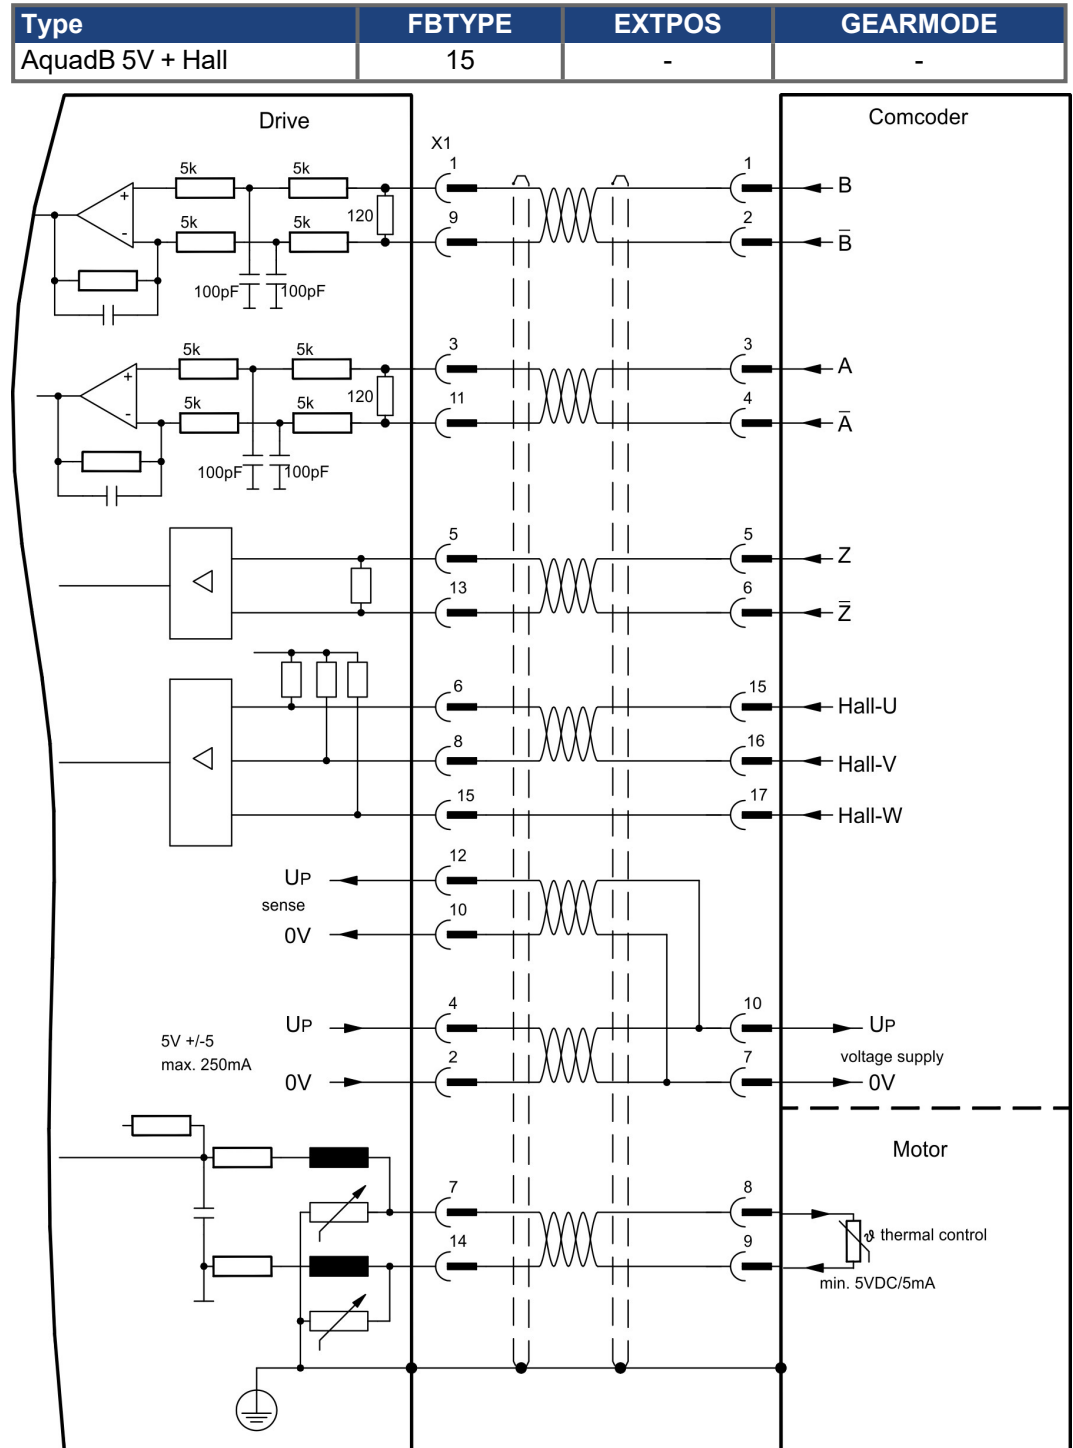 Type FBTYPE EXTPOS GEARMODE
AquadB 5V + Hall 15 - -
Drive Comcoder
X1
5k 5k 1 1 B
+
120
5k 5k 9 2 B̅
-
100pF 100pF
5k 5k 3 3 A
+
120
5k 5k 11 4 A̅
-
100pF 100pF
5 5 Z
13 6 Z̅
6 15 Hall-U
8 16 Hall-V
15 17 Hall-W
UP 12
sense
0V 10
UP 4 10 UP
5V +/-5
max. 250mA
voltage supply
0V 2 7 0V
Motor
7 8
ϑ thermal control
14 9
min. 5VDC/5mA